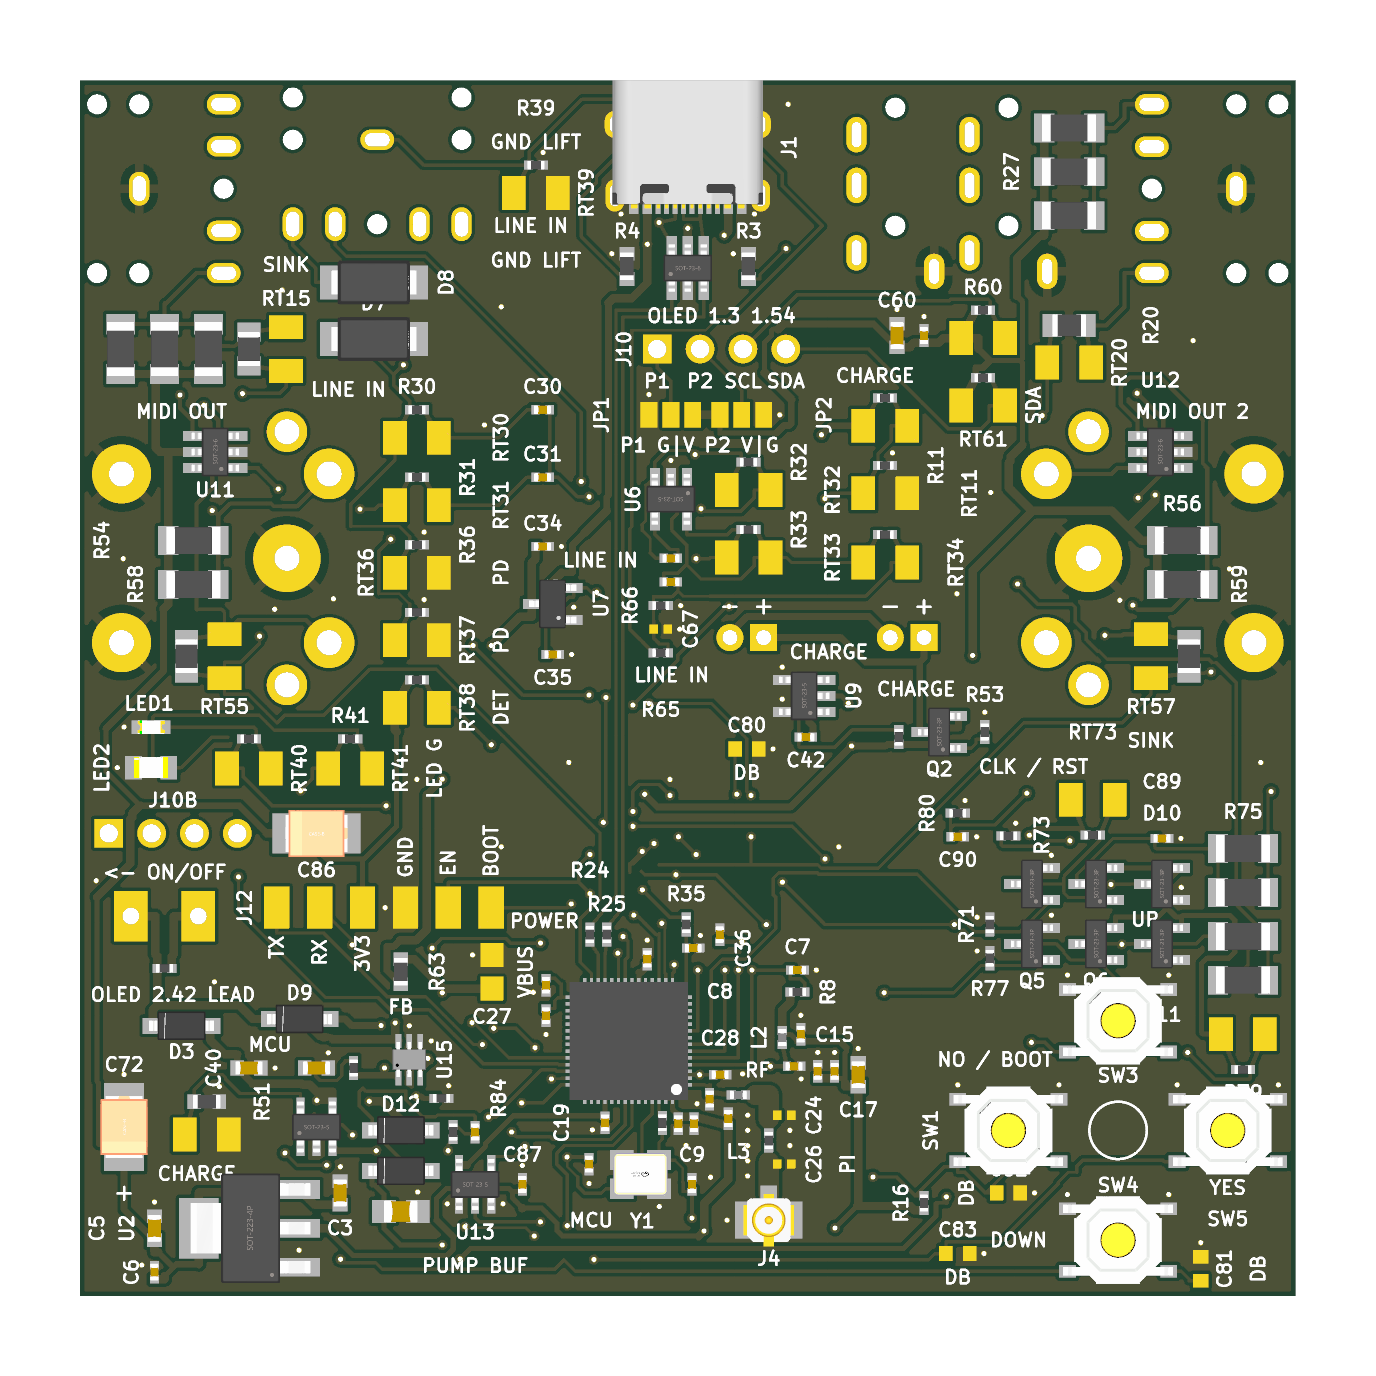 R39
GND LIFT
J1
RT39
LINE IN
GND LIFT
R4
R3
R27
SINK
RT15
D8
D7
OLED 1.3 1.54
J10
P1 P2 SCL SDA
R60
C60
CHARGE
R20
RT20
U12
MIDI OUT 2
SDA
RT61
LINE IN
R30
C30
MIDI OUT
JP1
JP2
P1 G|V P2 V|G
RT30
R31
C31
RT31
U11
U6
R32
R33
RT32
R11
RT11
R56
R54
R58
RT36
R36
PD
C34
LINE IN
RT33
RT34
R59
U7
R66
C67
- +
- +
RT37
PD
C35
LINE IN
CHARGE
CHARGE
R65
U9
R53
RT55
RT38
DET
LED1
R41
C80
DB
C42
Q2
RT57
RT73
SINK
LED2
RT40
RT41
LED G
CLK / RST
C89
D10
J10B
R80
C90
R73
R75
C86
<- ON/OFF
J12
GND
EN
BOOT
R24
R25
R35
POWER
TX
RX
3V3
R63
VBUS
C36
C7
R8
R71
R77
UP
Q5
OLED 2.42 LEAD
D9
FB
C27
C8
C28
L2
C15
D3
MCU
U15
RF
NO / BOOT
SW3
C72
C40
R51
D12
R84
C19
C17
C24
SW1
CHARGE
C87
C9
L3
C26
PI
R16
DB
SW4
YES
SW5
+
C5
U2
C3
U13
MCU Y1
J4
C83
DB
DOWN
C6
PUMP BUF
C81
DB